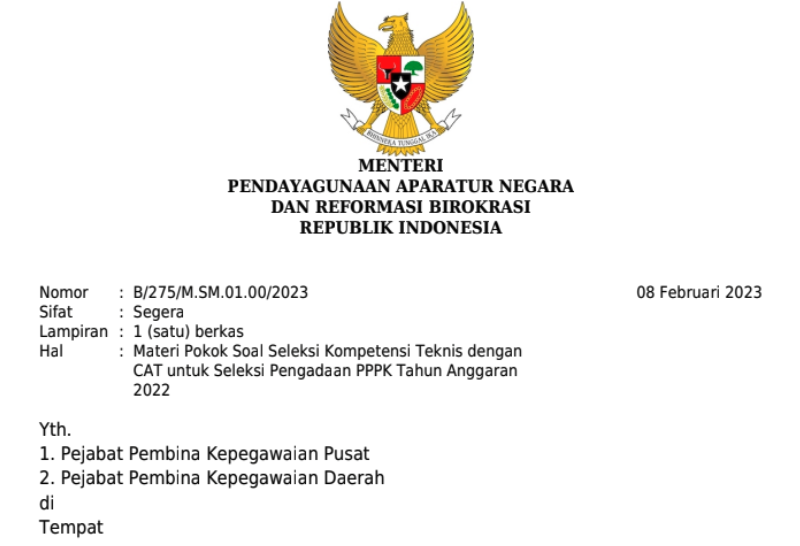 BHINNEKA TUNGGAL IKA
MENTERI
PENDAYAGUNAAN APARATUR NEGARA
DAN REFORMASI BIROKRASI
REPUBLIK INDONESIA
Nomor : B/275/M.SM.01.00/2023 08 Februari 2023
Sifat : Segera
Lampiran : 1 (satu) berkas
Hal : Materi Pokok Soal Seleksi Kompetensi Teknis dengan
CAT untuk Seleksi Pengadaan PPPK Tahun Anggaran
2022
Yth.
1. Pejabat Pembina Kepegawaian Pusat
2. Pejabat Pembina Kepegawaian Daerah
di
Tempat